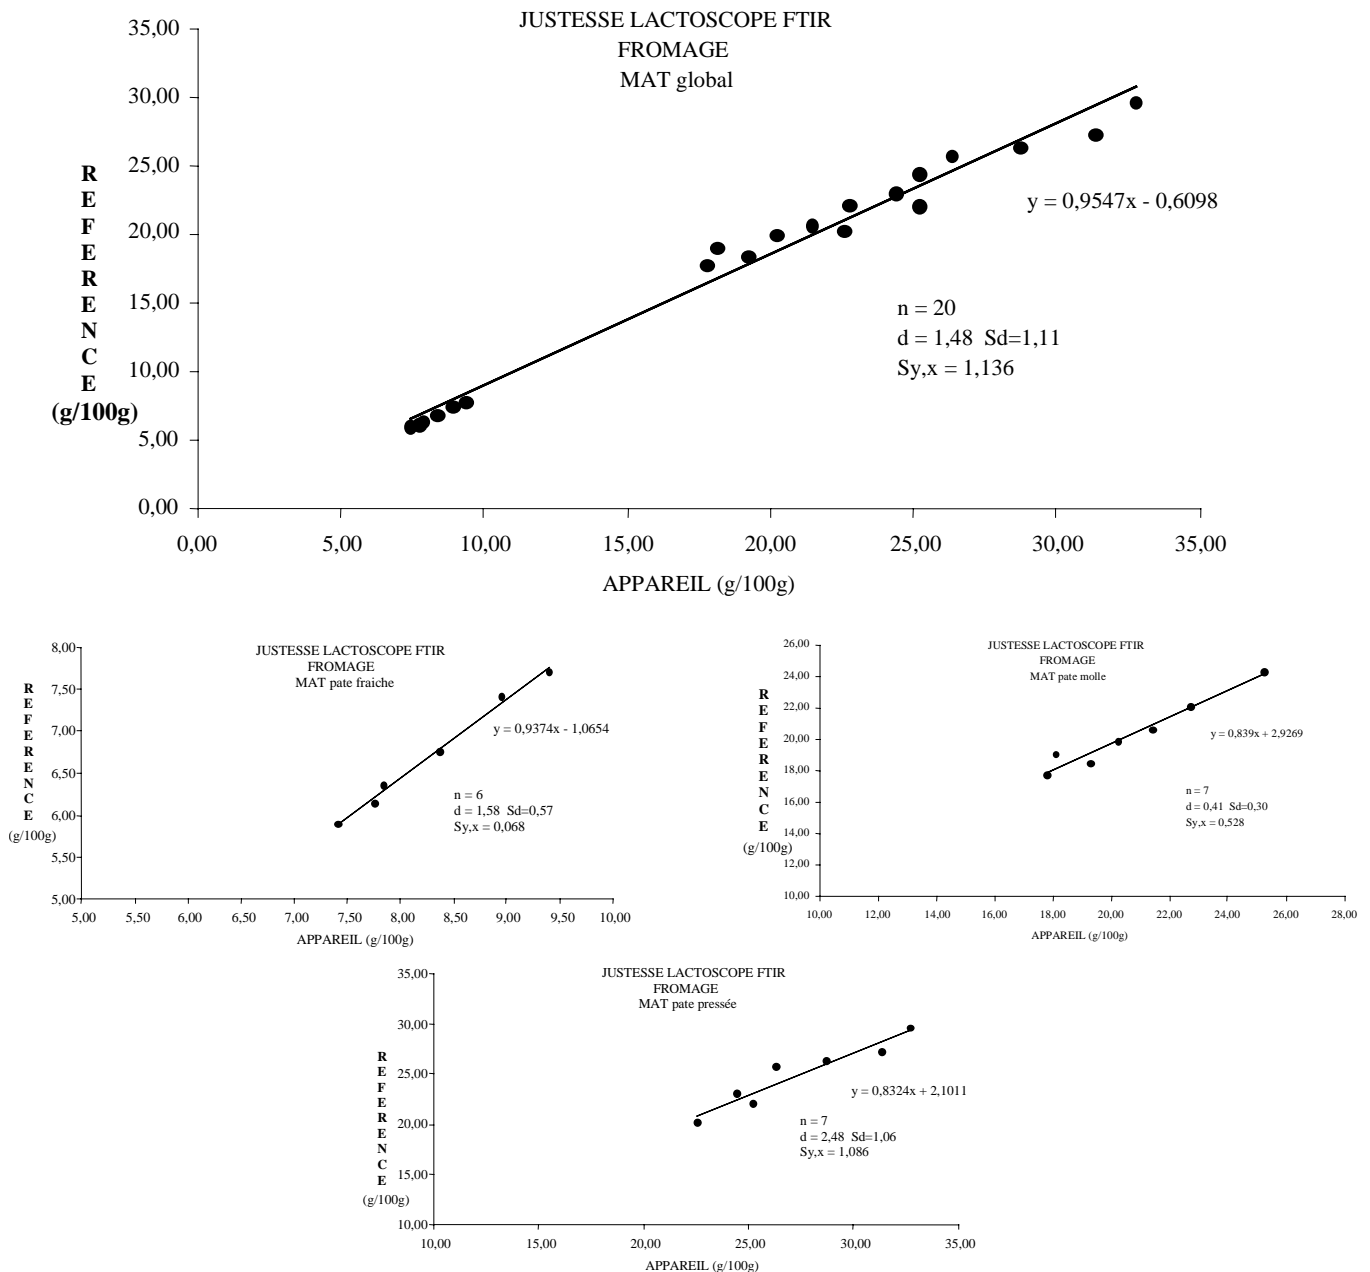 JUSTESSE LACTOSCOPE FTIR
FROMAGE
MAT global
35,00
30,00
25,00
20,00
15,00
10,00
5,00
0,00
R
E
F
E
R
E
N
C
E
(g/100g)
y = 0,9547x - 0,6098
n = 20
d = 1,48 Sd=1,11
Sy,x = 1,136
0,00 5,00 10,00 15,00 20,00 25,00 30,00 35,00
APPAREIL (g/100g)
JUSTESSE LACTOSCOPE FTIR
FROMAGE
MAT pate fraiche
8,00
7,50
7,00
6,50
6,00
5,50
5,00
R
E
F
E
R
E
N
C
E
(g/100g)
y = 0,9374x - 1,0654
n = 6
d = 1,58 Sd=0,57
Sy,x = 0,068
5,00 5,50 6,00 6,50 7,00 7,50 8,00 8,50 9,00 9,50 10,00
APPAREIL (g/100g)
JUSTESSE LACTOSCOPE FTIR
FROMAGE
MAT pate molle
26,00
24,00
22,00
20,00
18,00
16,00
14,00
12,00
10,00
R
E
F
E
R
E
N
C
E
(g/100g)
y = 0,839x + 2,9269
n = 7
d = 0,41 Sd=0,30
Sy,x = 0,528
10,00 12,00 14,00 16,00 18,00 20,00 22,00 24,00 26,00 28,00
APPAREIL (g/100g)
JUSTESSE LACTOSCOPE FTIR
FROMAGE
MAT pate pressée
35,00
30,00
25,00
20,00
15,00
10,00
R
E
F
E
R
E
N
C
E
(g/100g)
y = 0,8324x + 2,1011
n = 7
d = 2,48 Sd=1,06
Sy,x = 1,086
10,00 15,00 20,00 25,00 30,00 35,00
APPAREIL (g/100g)